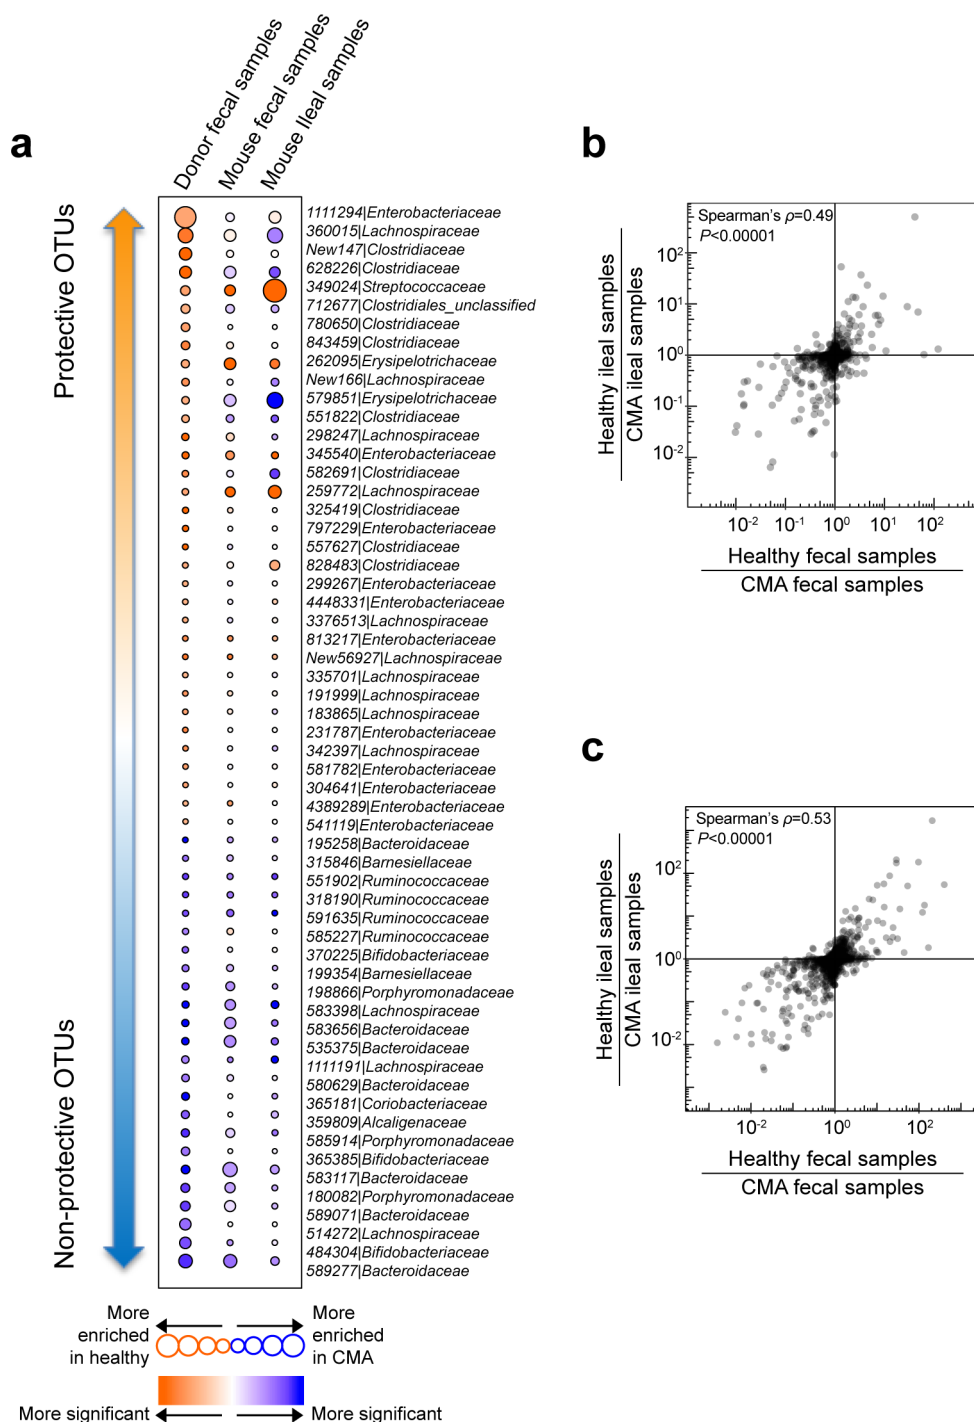 a
Donor fecal samples
Mouse fecal samples
Mouse Ileal samples
Protective OTUs
Non-protective OTUs
1111294|Enterobacteriaceae
360015|Lachnospiraceae
New147|Clostridiaceae
628226|Clostridiaceae
349024|Streptococcaceae
712677|Clostridiales_unclassified
780650|Clostridiaceae
843459|Clostridiaceae
262095|Erysipelotrichaceae
New166|Lachnospiraceae
579851|Erysipelotrichaceae
551822|Clostridiaceae
298247|Lachnospiraceae
345540|Enterobacteriaceae
582691|Clostridiaceae
259772|Lachnospiraceae
325419|Clostridiaceae
797229|Enterobacteriaceae
557627|Clostridiaceae
828483|Clostridiaceae
299267|Enterobacteriaceae
4448331|Enterobacteriaceae
3376513|Lachnospiraceae
813217|Enterobacteriaceae
New56927|Lachnospiraceae
335701|Lachnospiraceae
191999|Lachnospiraceae
183865|Lachnospiraceae
231787|Enterobacteriaceae
342397|Lachnospiraceae
581782|Enterobacteriaceae
304641|Enterobacteriaceae
4389289|Enterobacteriaceae
541119|Enterobacteriaceae
195258|Bacteroidaceae
315846|Barnesiellaceae
551902|Ruminococcaceae
318190|Ruminococcaceae
591635|Ruminococcaceae
585227|Ruminococcaceae
370225|Bifidobacteriaceae
199354|Barnesiellaceae
198866|Porphyromonadaceae
583398|Lachnospiraceae
583656|Bacteroidaceae
535375|Bacteroidaceae
1111191|Lachnospiraceae
580629|Bacteroidaceae
365181|Coriobacteriaceae
359809|Alcaligenaceae
585914|Porphyromonadaceae
365385|Bifidobacteriaceae
583117|Bacteroidaceae
180082|Porphyromonadaceae
589071|Bacteroidaceae
514272|Lachnospiraceae
484304|Bifidobacteriaceae
589277|Bacteroidaceae
More enriched in healthy
More enriched in CMA
More significant
More significant
b
Spearman's ρ=0.49
P<0.00001
10²
10¹
10⁰
10⁻¹
10⁻²
Healthy ileal samples
CMA ileal samples
10⁻² 10⁻¹ 10⁰ 10¹ 10²
Healthy fecal samples
CMA fecal samples
c
Spearman's ρ=0.53
P<0.00001
10²
10⁰
10⁻²
Healthy ileal samples
CMA ileal samples
10⁻² 10⁰ 10²
Healthy fecal samples
CMA fecal samples